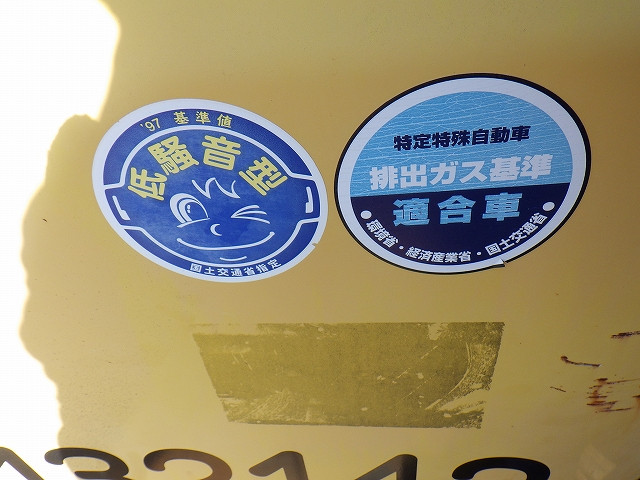 '97 基準値
低騒音型
国土交通省指定
特定特殊自動車
排出ガス基準
適合車
●環境省・経済産業省・国土交通省●